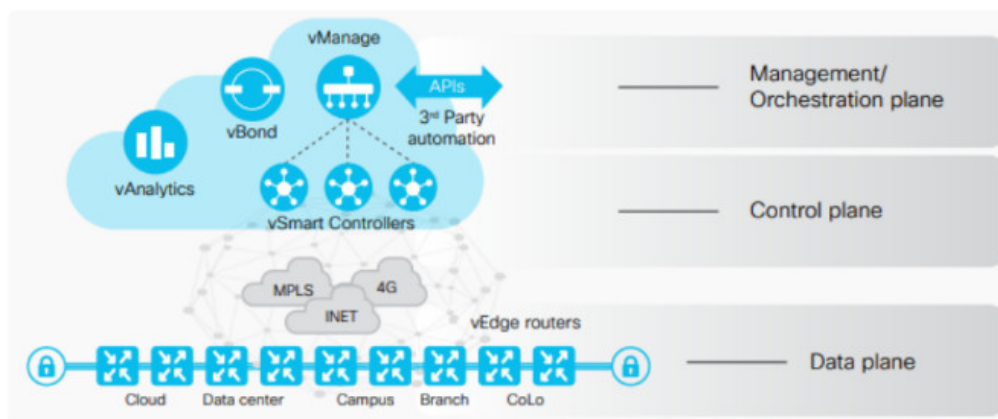 vManage
APIs
3rd Party
automation
vBond
vAnalytics
vSmart Controllers
Management/
Orchestration plane
Control plane
MPLS
4G
INET
vEdge routers
Data plane
Cloud
Data center
Campus
Branch
CoLo